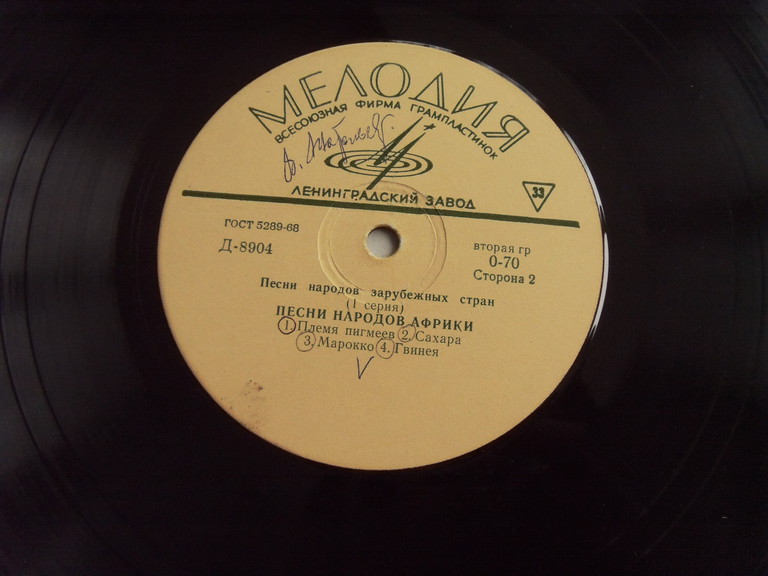 МЕЛОДИЯ
ВСЕСОЮЗНАЯ ФИРМА ГРАМПЛАСТИНОК
ЛЕНИНГРАДСКИЙ ЗАВОД
33
ГОСТ 5289-68
Д-8904
вторая гр
0-70
Сторона 2
Песни народов зарубежных стран
(1 серия)
ПЕСНИ НАРОДОВ АФРИКИ
1. Племя пигмеев 2. Сахара
3. Марокко 4. Гвинея